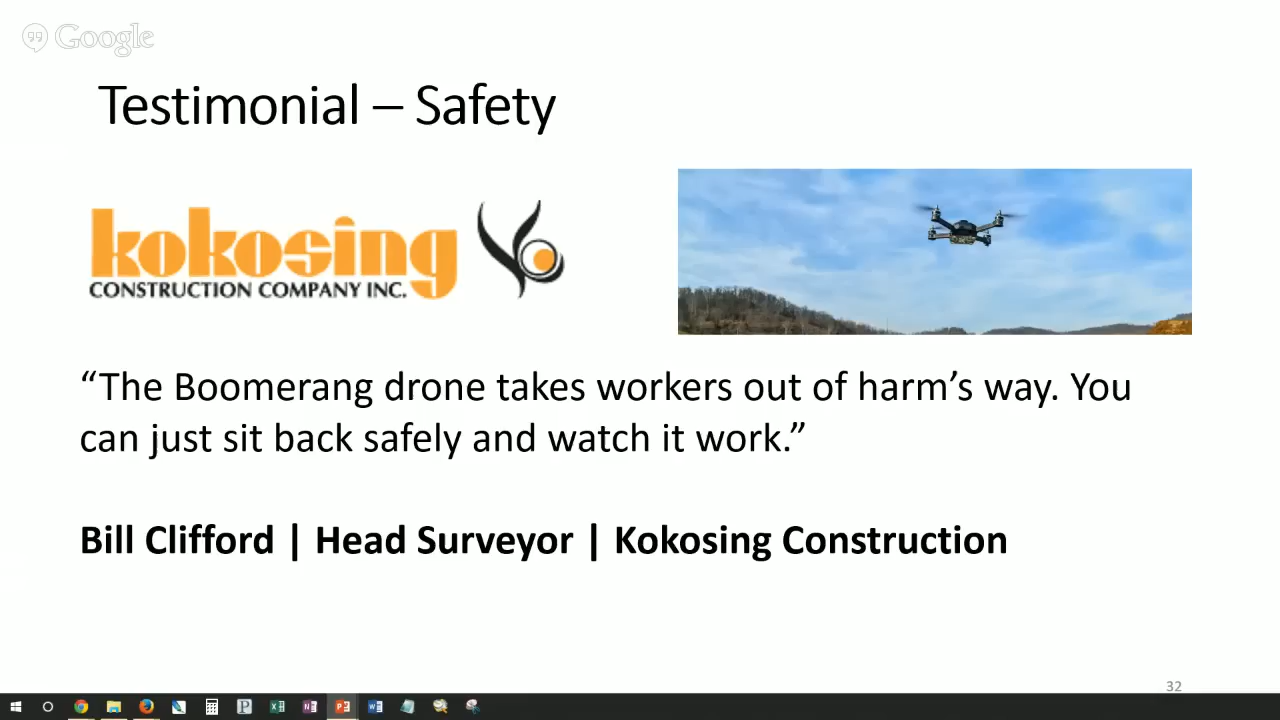 Google
Testimonial – Safety
kokosing
CONSTRUCTION COMPANY INC.
“The Boomerang drone takes workers out of harm’s way. You
can just sit back safely and watch it work.”
Bill Clifford | Head Surveyor | Kokosing Construction
32